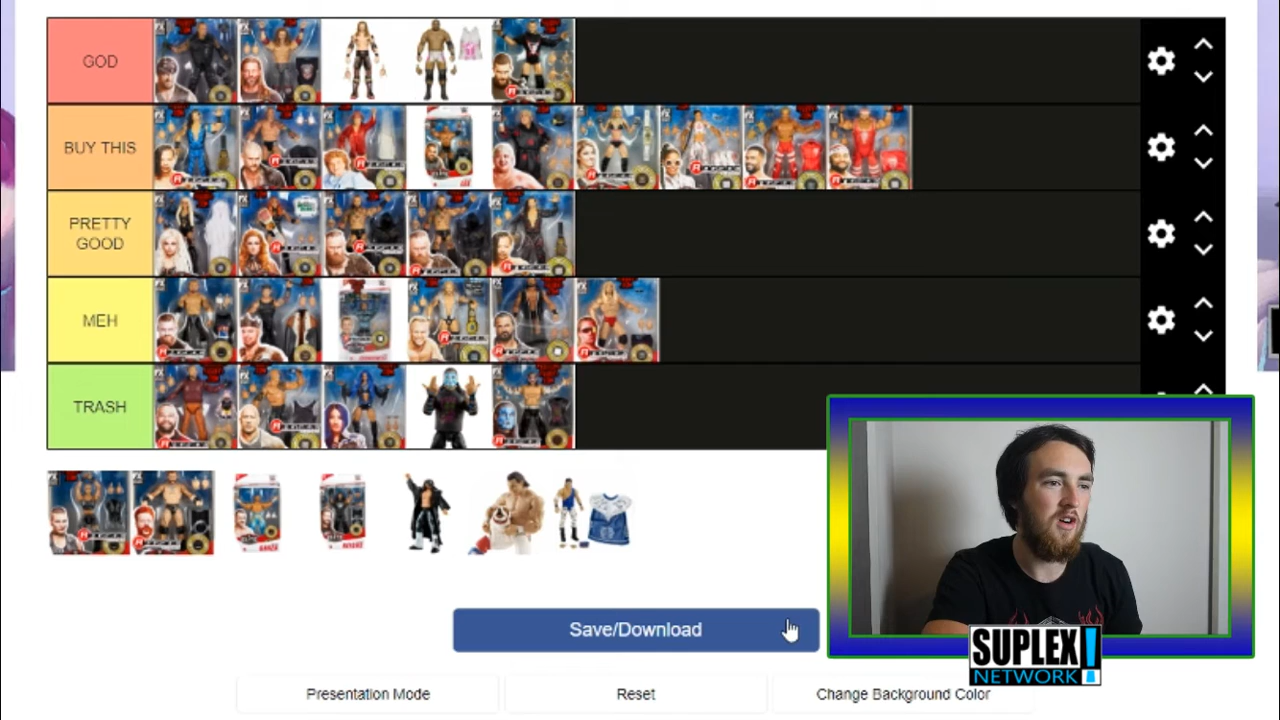 GOD
BUY THIS
PRETTY
GOOD
MEH
TRASH
Save/Download
SUPLEX!
NETWORK
Presentation Mode
Reset
Change Background Color